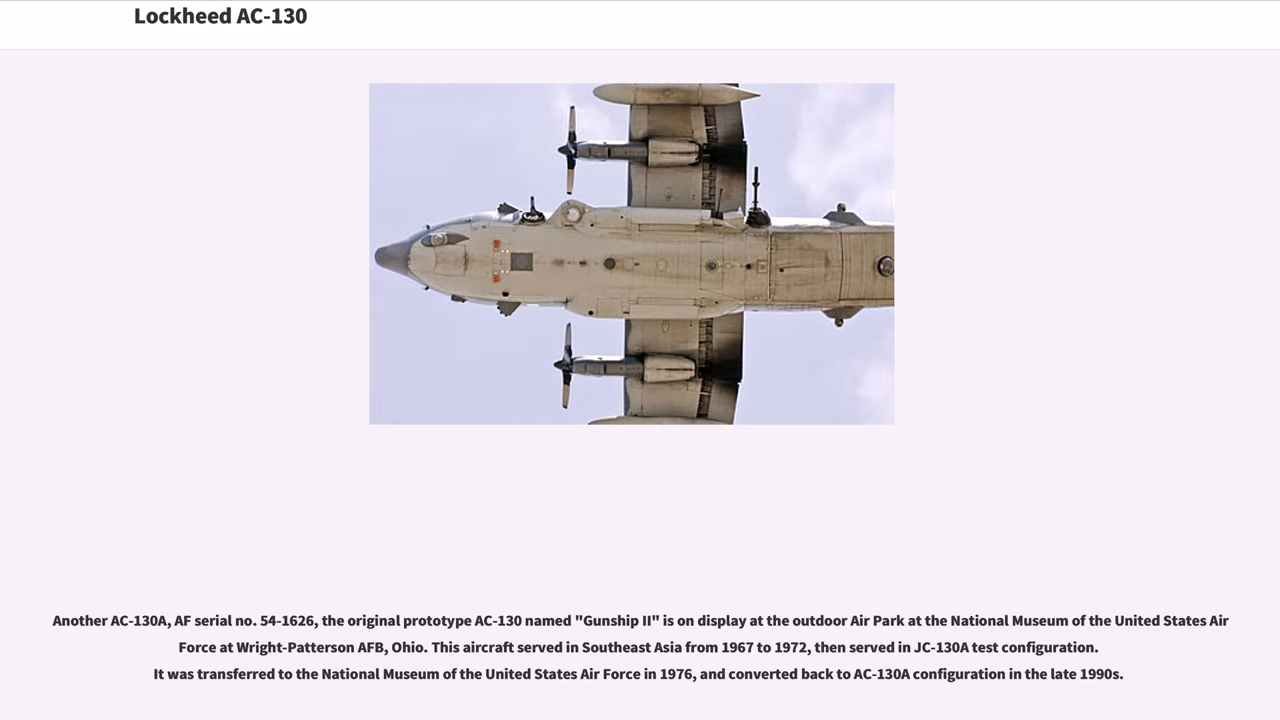 Lockheed AC-130
Another AC-130A, AF serial no. 54-1626, the original prototype AC-130 named "Gunship II" is on display at the outdoor Air Park at the National Museum of the United States Air
Force at Wright-Patterson AFB, Ohio. This aircraft served in Southeast Asia from 1967 to 1972, then served in JC-130A test configuration.
It was transferred to the National Museum of the United States Air Force in 1976, and converted back to AC-130A configuration in the late 1990s.